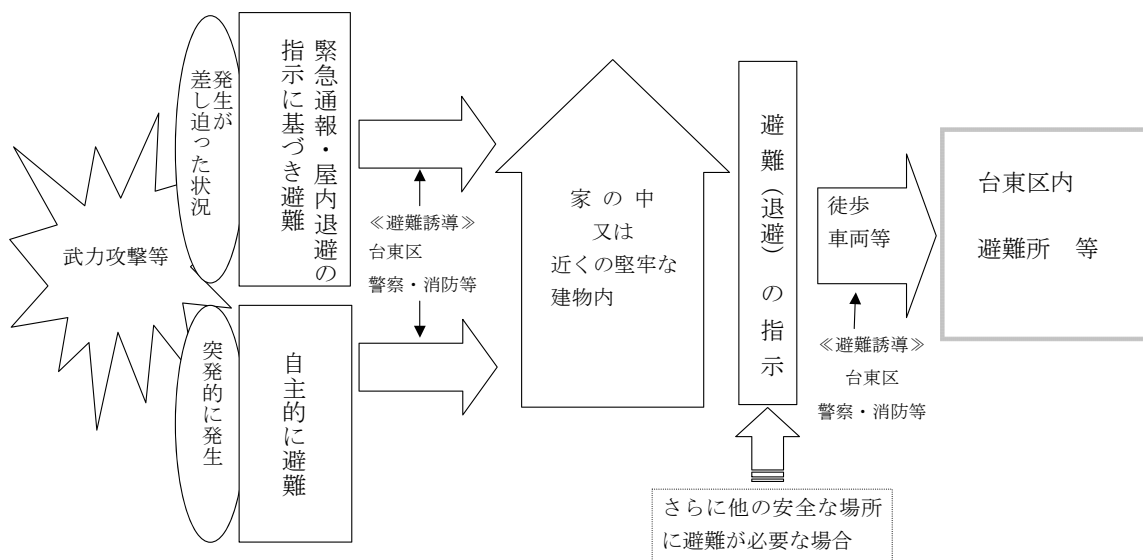 武力攻撃等
発生が
差し迫った状況
緊急通報・屋内退避の
指示に基づき避難
突発的に発生
自主的に避難
≪避難誘導≫
台東区
警察・消防等
家 の 中
又は
近くの堅牢な
建物内
避難(退避)の指示
徒歩
車両等
≪避難誘導≫
台東区
警察・消防等
台東区内
避難所　等
さらに他の安全な場所
に避難が必要な場合